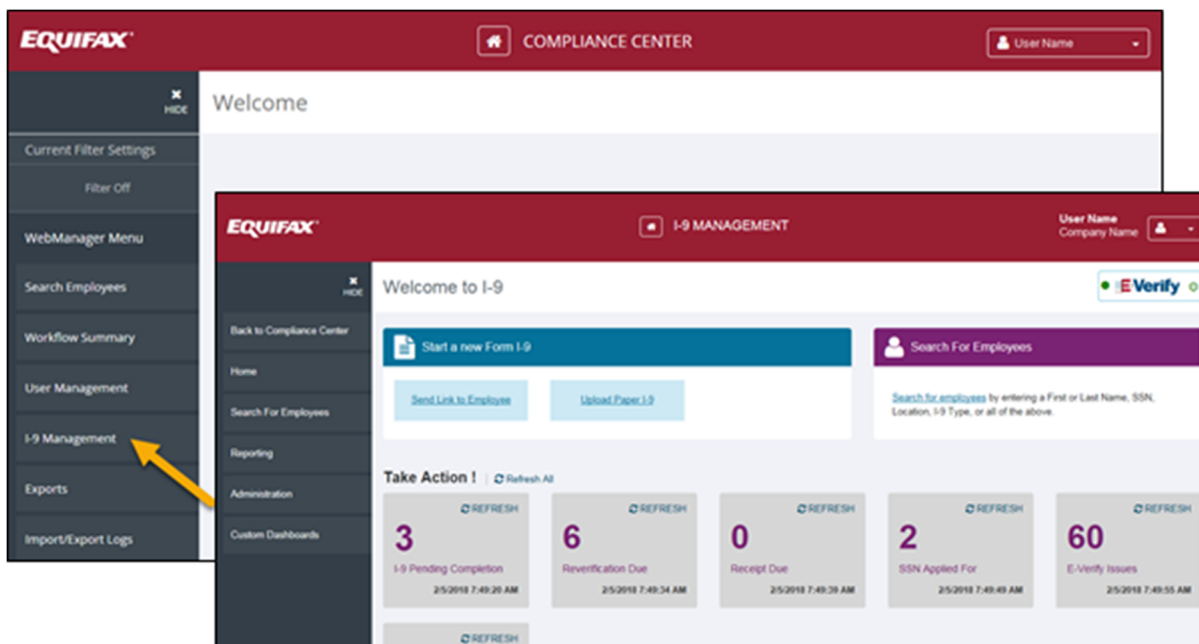 EQUIFAX
COMPLIANCE CENTER
User Name
HIDE
Welcome
Current Filter Settings
Filter Off
WebManager Menu
Search Employees
Workflow Summary
User Management
I-9 Management
Exports
Import/Export Logs
EQUIFAX
I-9 MANAGEMENT
User Name
Company Name
HIDE
Welcome to I-9
E-Verify
Back to Compliance Center
Home
Search For Employees
Reporting
Administration
Custom Dashboards
Start a new Form I-9
Send Link to Employee
Upload Paper I-9
Search For Employees
Search for employees by entering a First or Last Name, SSN,
Location, I-9 Type, or all of the above.
Take Action !
Refresh All
REFRESH
3
I-9 Pending Completion
2/5/2018 7:49:20 AM
REFRESH
6
Reverification Due
2/5/2018 7:49:34 AM
REFRESH
0
Receipt Due
2/5/2018 7:49:39 AM
REFRESH
2
SSN Applied For
2/5/2018 7:49:49 AM
REFRESH
60
E-Verify Issues
2/5/2018 7:49:55 AM
REFRESH